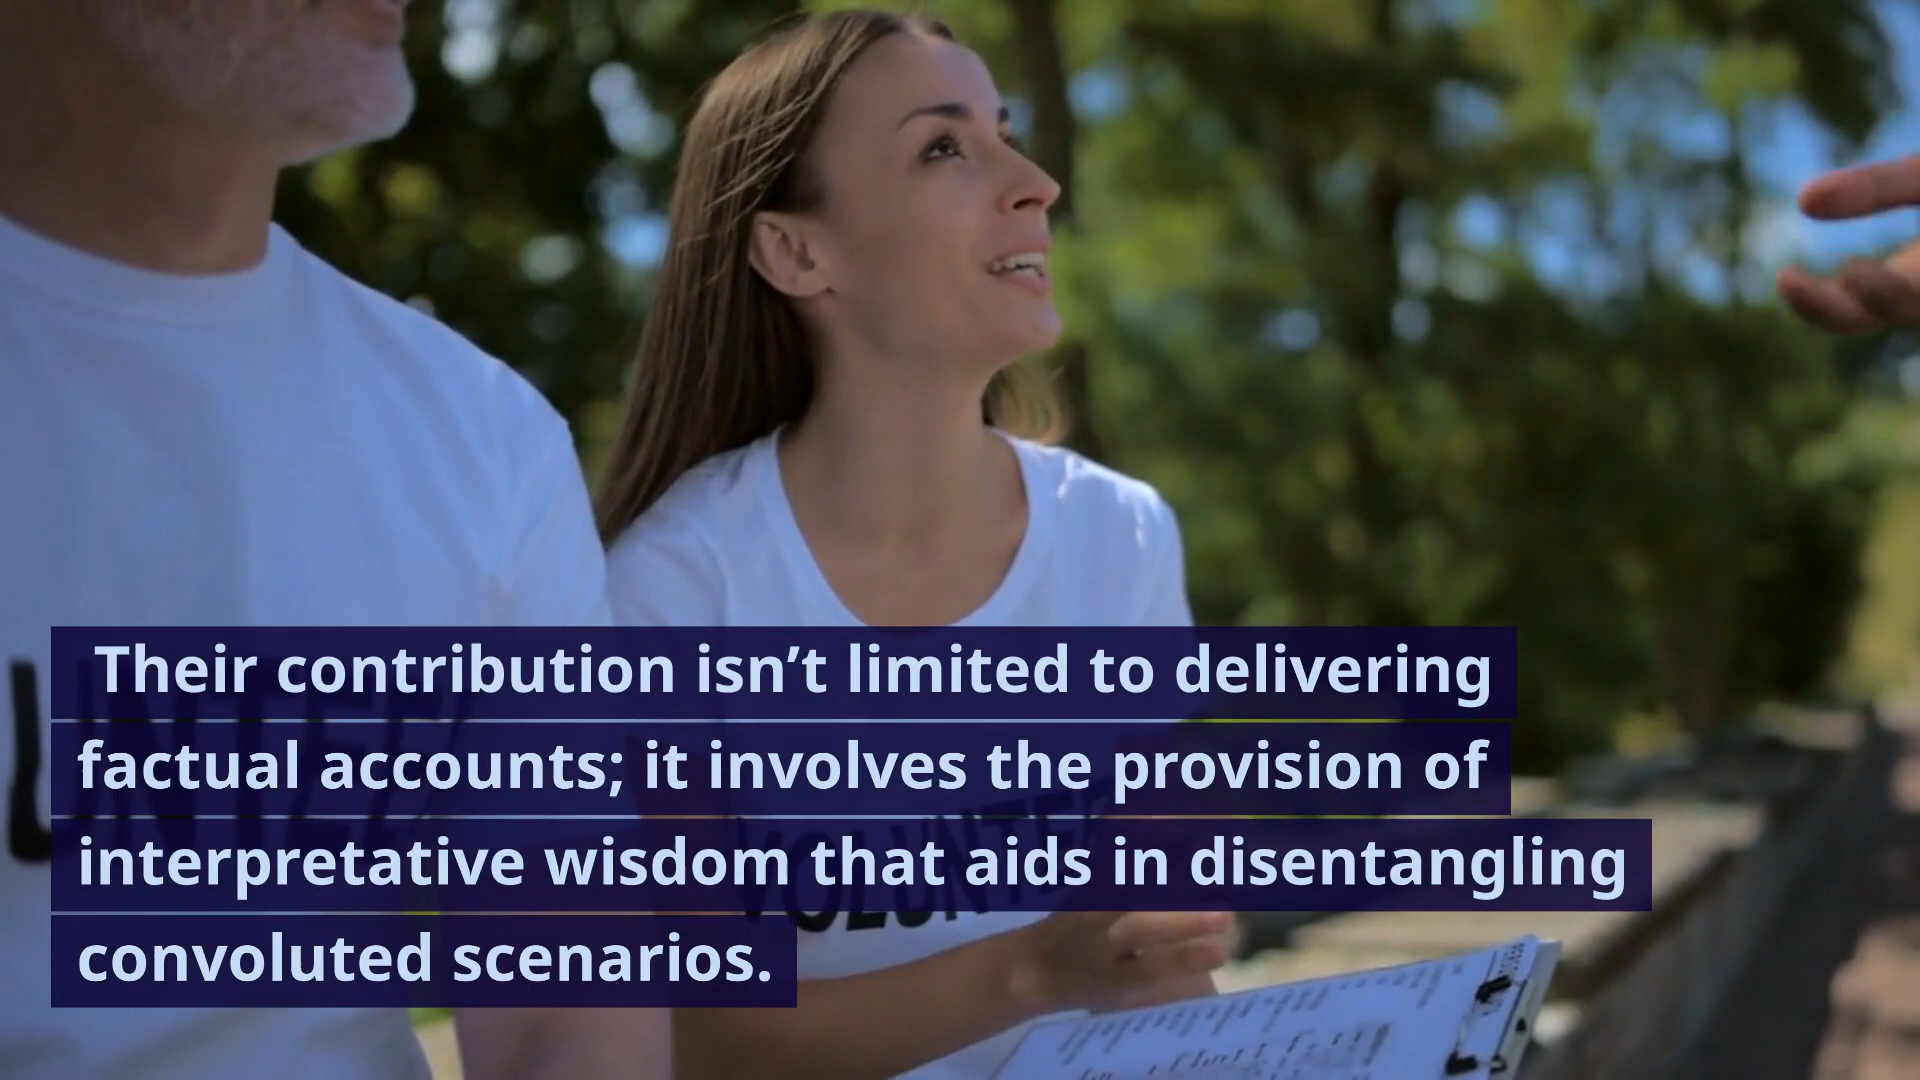 Their contribution isn’t limited to delivering
factual accounts; it involves the provision of
interpretative wisdom that aids in disentangling
convoluted scenarios.